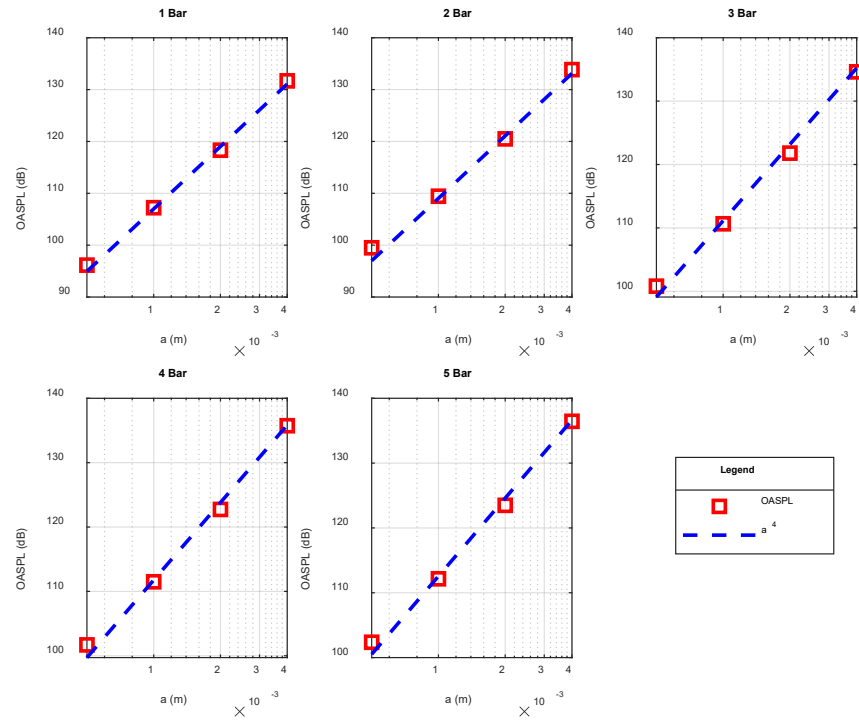 1 Bar
140
130
120
110
100
90
OASPL (dB)
1 2 3 4
a (m)
× 10 -3
2 Bar
140
130
120
110
100
90
OASPL (dB)
1 2 3 4
a (m)
× 10 -3
3 Bar
140
130
120
110
100
OASPL (dB)
1 2 3 4
a (m)
× 10 -3
4 Bar
140
130
120
110
100
OASPL (dB)
1 2 3 4
a (m)
× 10 -3
5 Bar
140
130
120
110
100
OASPL (dB)
1 2 3 4
a (m)
× 10 -3
Legend
OASPL
a 4